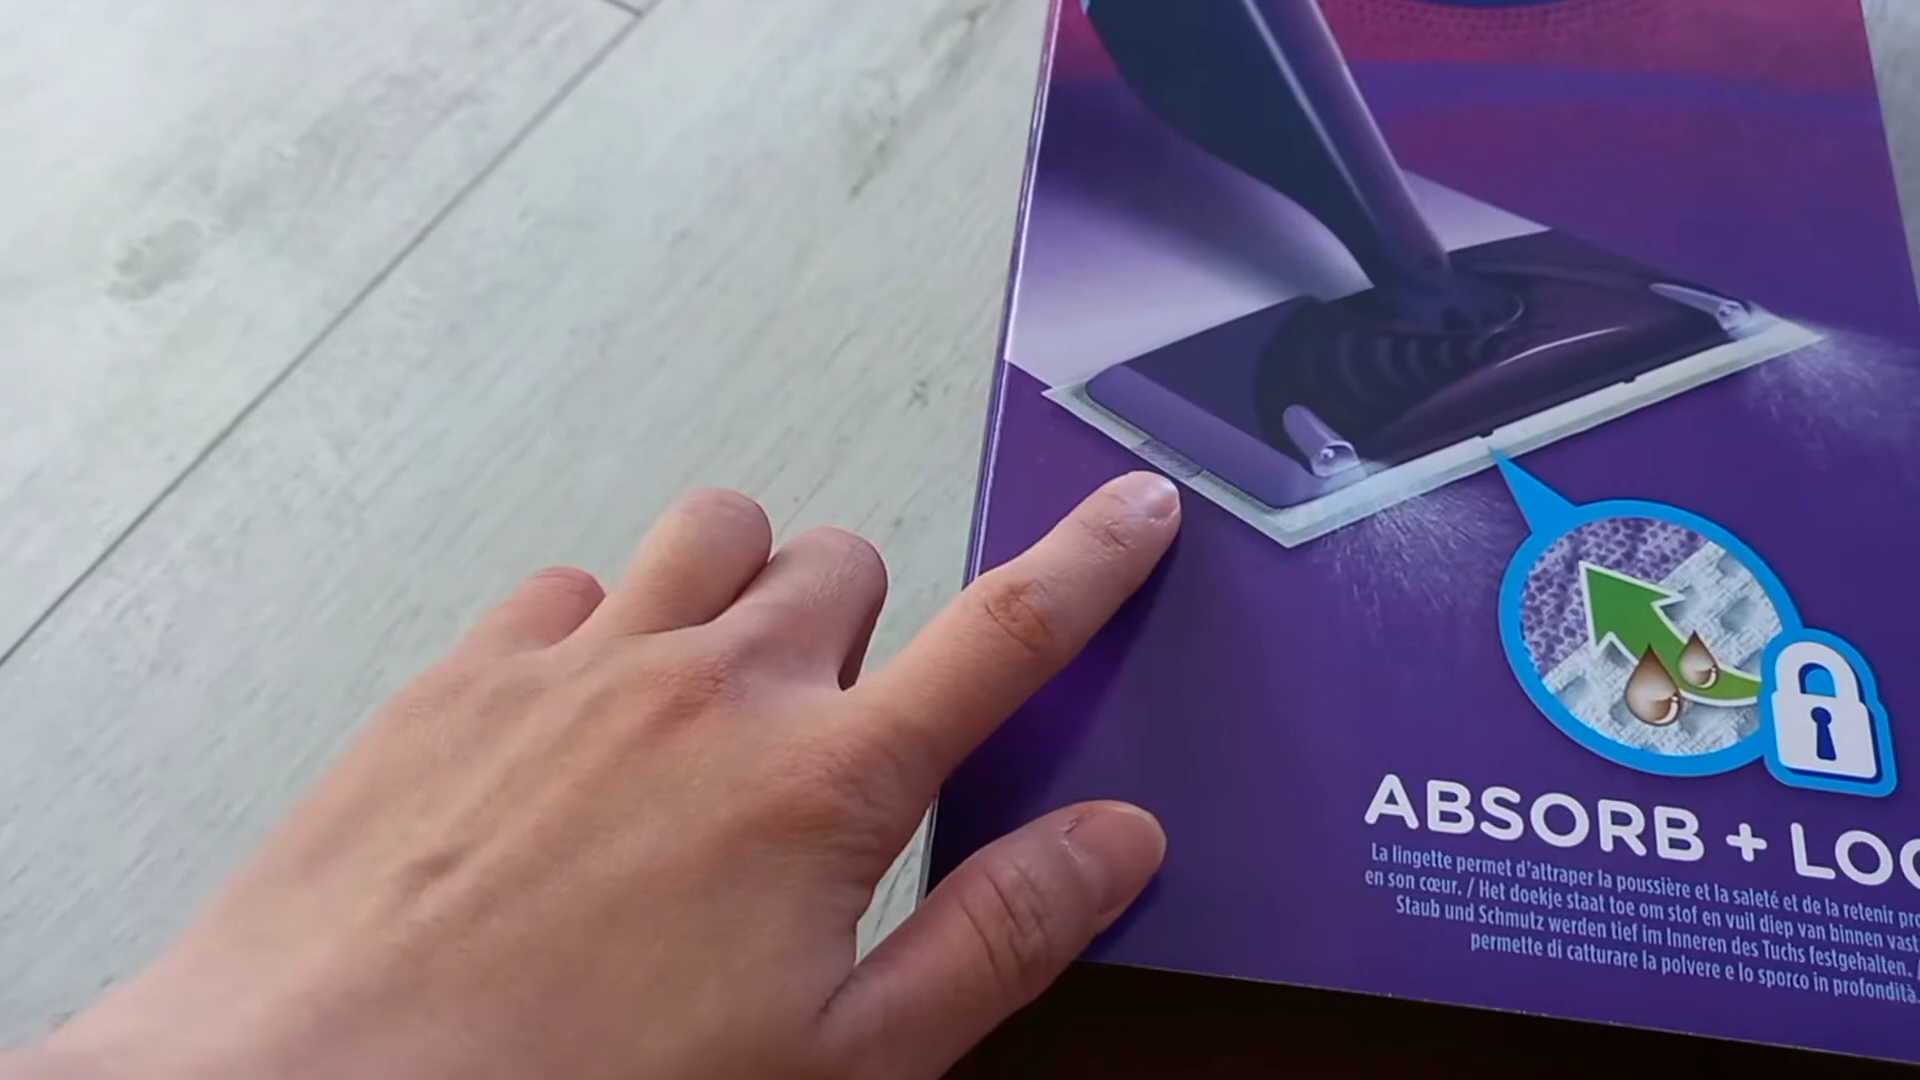 ABSORB + LOC
La lingette permet d'attraper la poussière et la saleté et de la retenir pro
en son cœur. / Het doekje staat toe om stof en vuil diep van binnen vast
Staub und Schmutz werden tief im Inneren des Tuchs festgehalten. /
permette di catturare la polvere e lo sporco in profondità